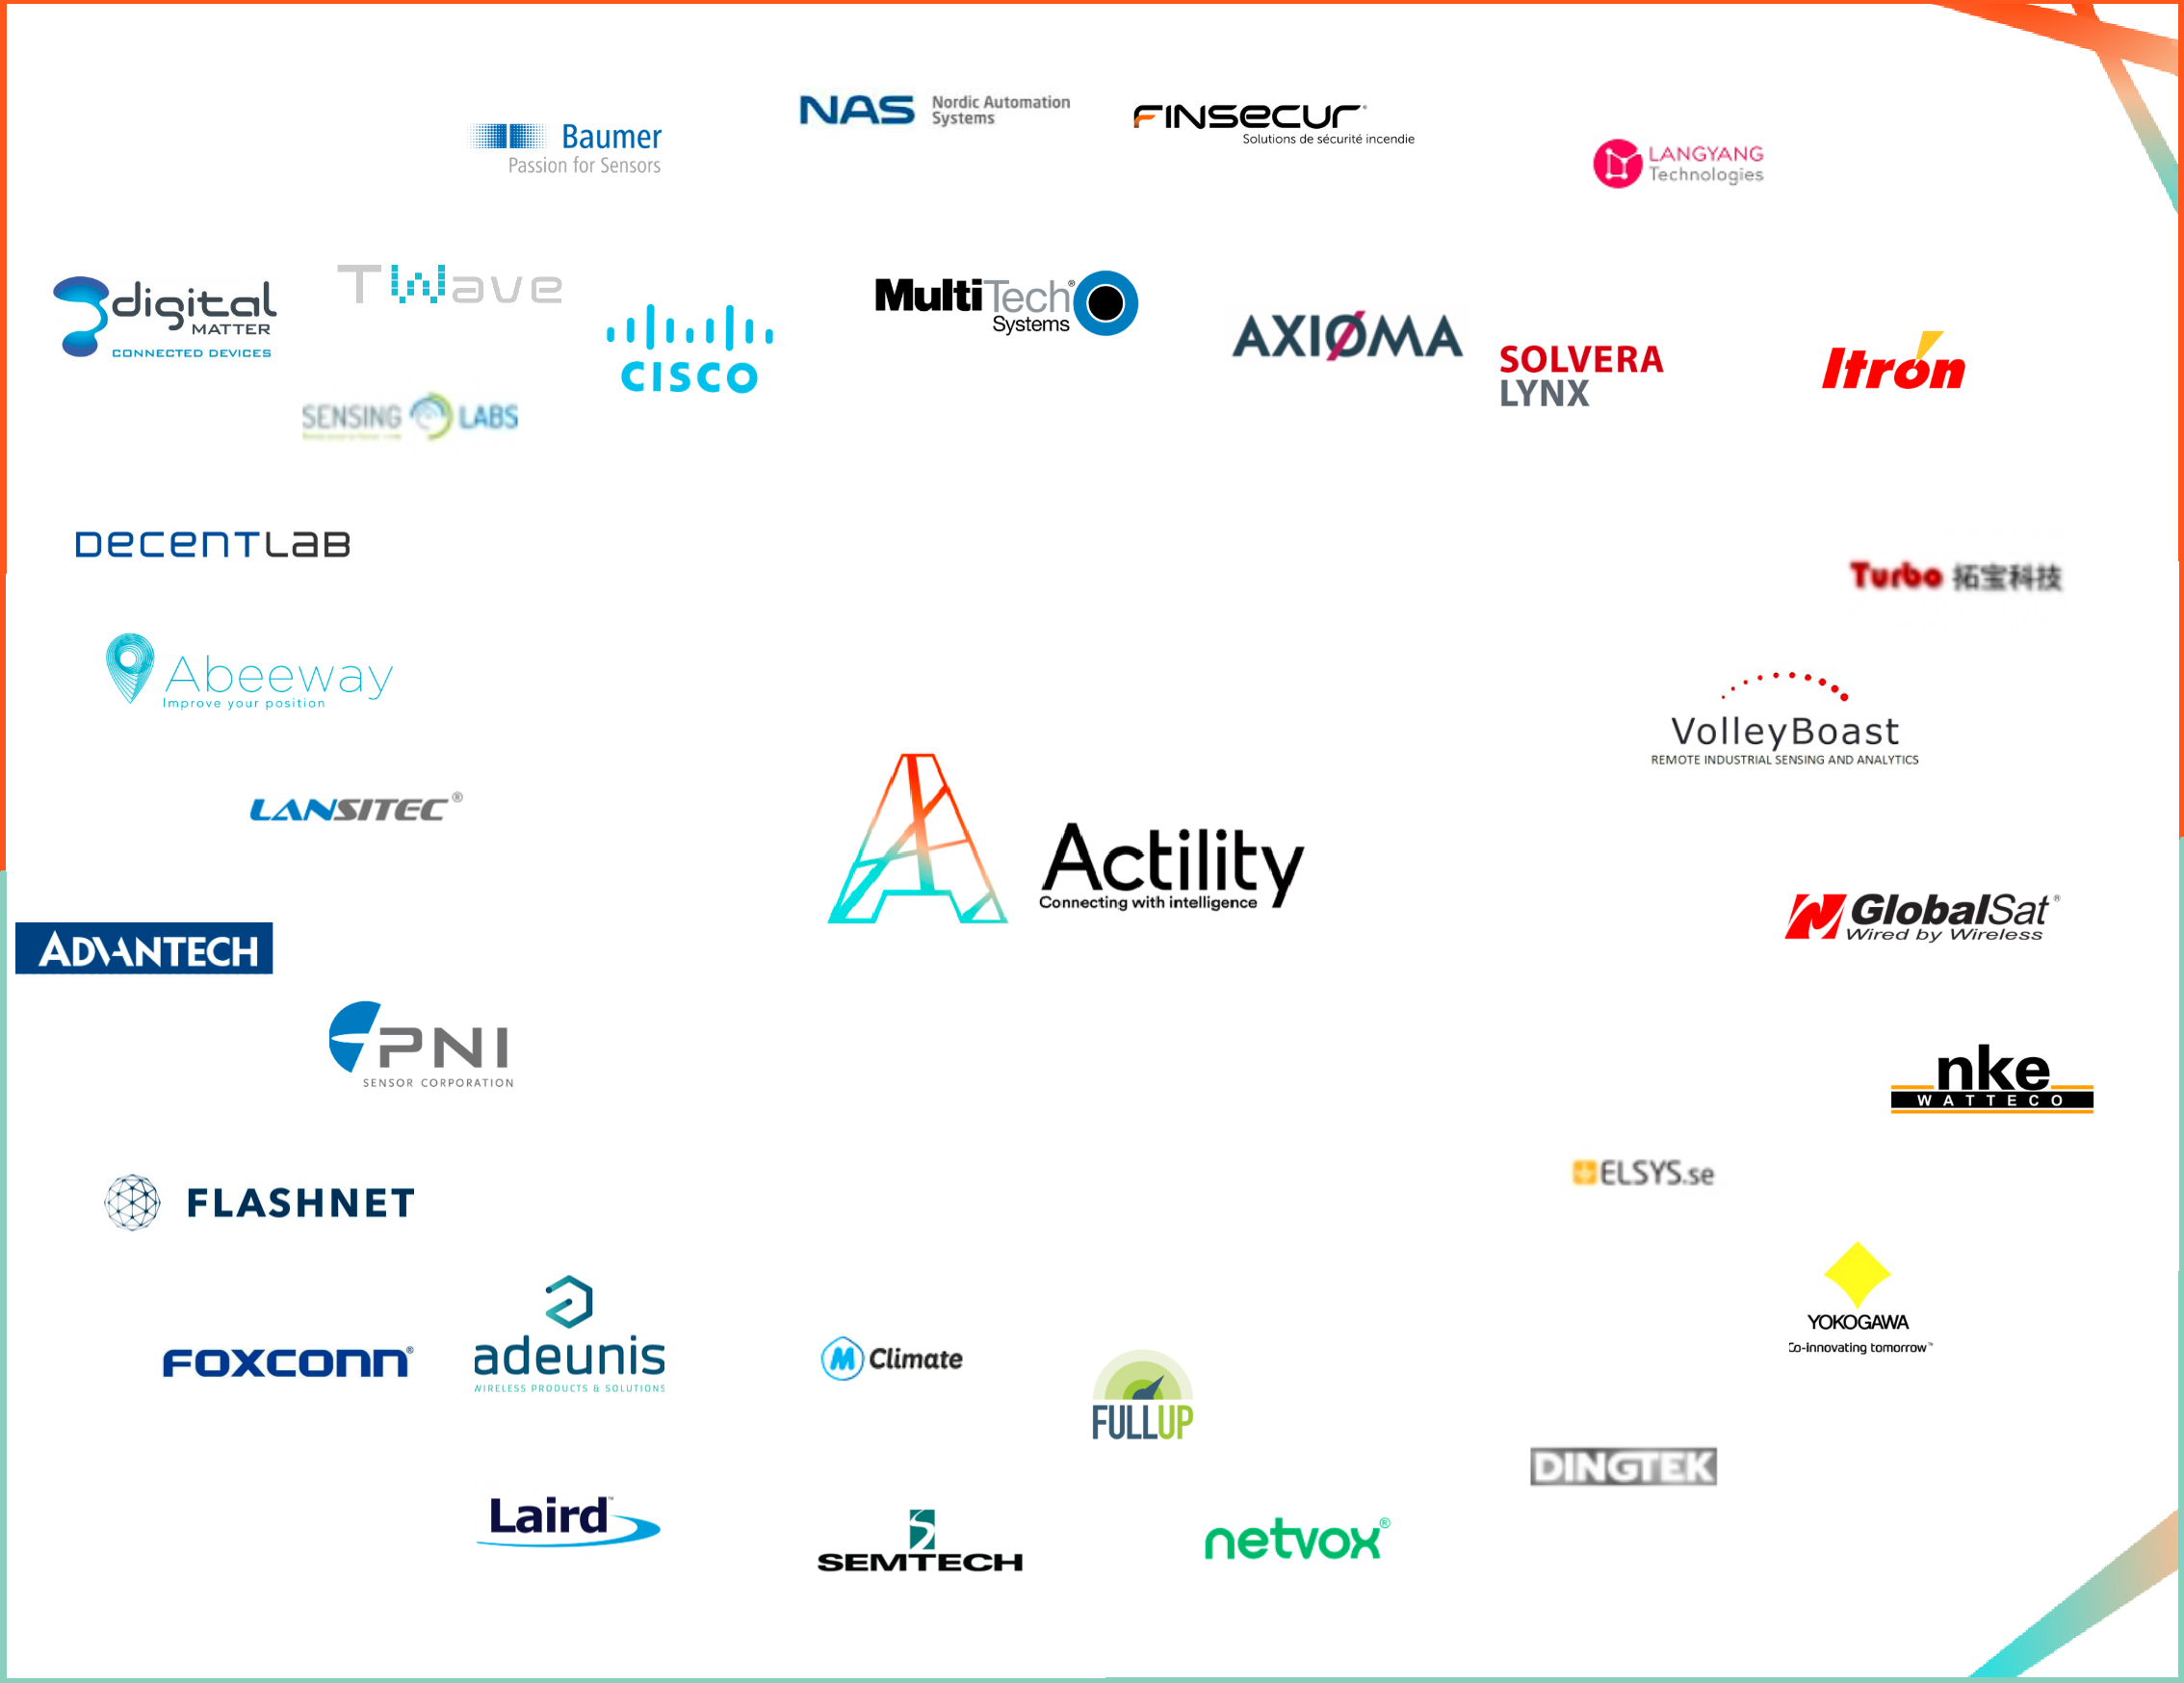 NAS Nordic Automation
Systems
FINSECUR
Solutions de sécurité incendie
Baumer
Passion for Sensors
LANGYANG
Technologies
digital
MATTER
CONNECTED DEVICES
TWave
CISCO
MultiTech®
Systems
AXIØMA
SOLVERA
LYNX
Itron
SENSING LABS
DECENTLAB
Turbo 拓宝科技
Abeeway
Improve your position
VolleyBoast
REMOTE INDUSTRIAL SENSING AND ANALYTICS
LANSITEC®
Actility
Connecting with intelligence
GlobalSat®
Wired by Wireless
ADVANTECH
PNI
SENSOR CORPORATION
nke
WATTECO
ELSYS.se
FLASHNET
YOKOGAWA
Co-innovating tomorrow™
FOXCONN®
adeunis
WIRELESS PRODUCTS & SOLUTIONS
M Climate
FULLUP
DINGTEK
Laird™
SEMTECH
netvox®